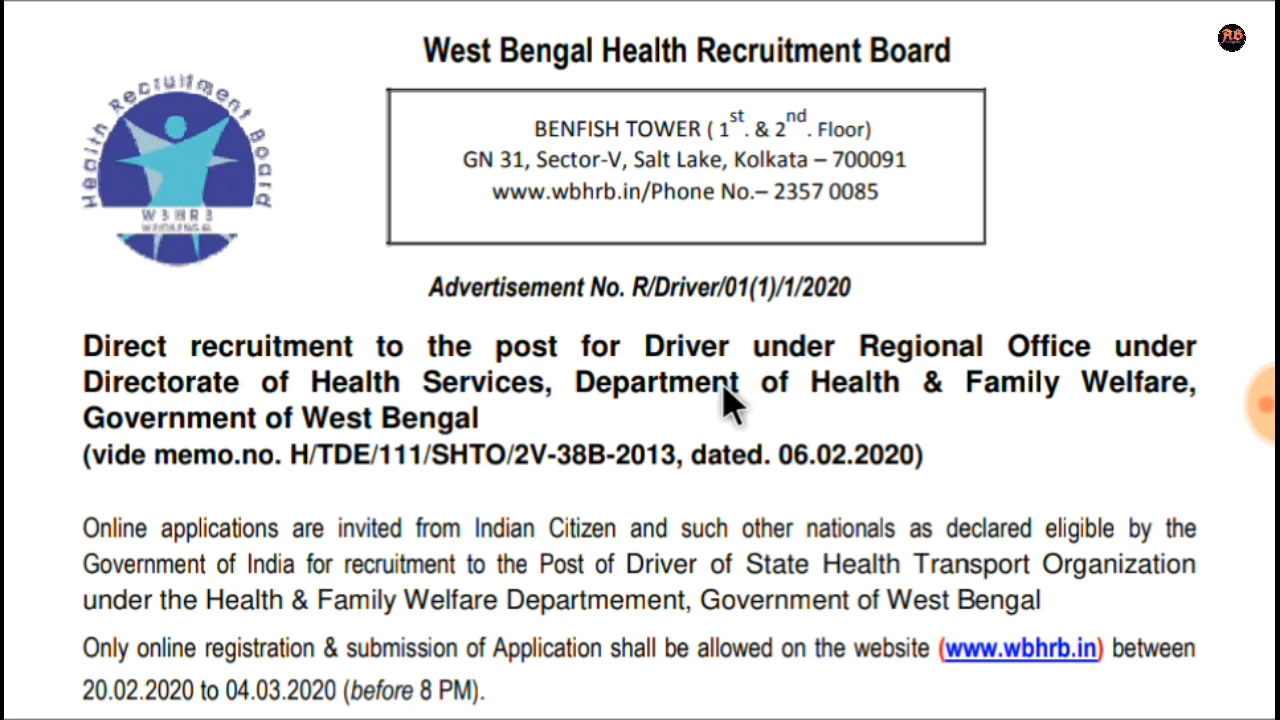 West Bengal Health Recruitment Board
Health Recruitment Board
WBHRB
BENFISH TOWER ( 1st. & 2nd. Floor)
GN 31, Sector-V, Salt Lake, Kolkata – 700091
www.wbhrb.in/Phone No.– 2357 0085
Advertisement No. R/Driver/01(1)/1/2020
Direct recruitment to the post for Driver under Regional Office under
Directorate of Health Services, Department of Health & Family Welfare,
Government of West Bengal
(vide memo.no. H/TDE/111/SHTO/2V-38B-2013, dated. 06.02.2020)
Online applications are invited from Indian Citizen and such other nationals as declared eligible by the
Government of India for recruitment to the Post of Driver of State Health Transport Organization
under the Health & Family Welfare Departmement, Government of West Bengal
Only online registration & submission of Application shall be allowed on the website (www.wbhrb.in) between
20.02.2020 to 04.03.2020 (before 8 PM).